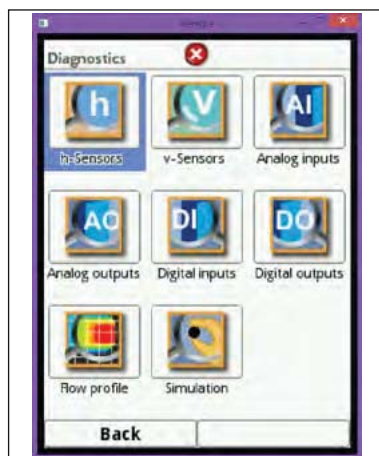 Diagnostics
h
V
AI
h-Sensors
v-Sensors
Analog inputs
AO
DI
DO
Analog outputs
Digital inputs
Digital outputs
Flow profile
Simulation
Back